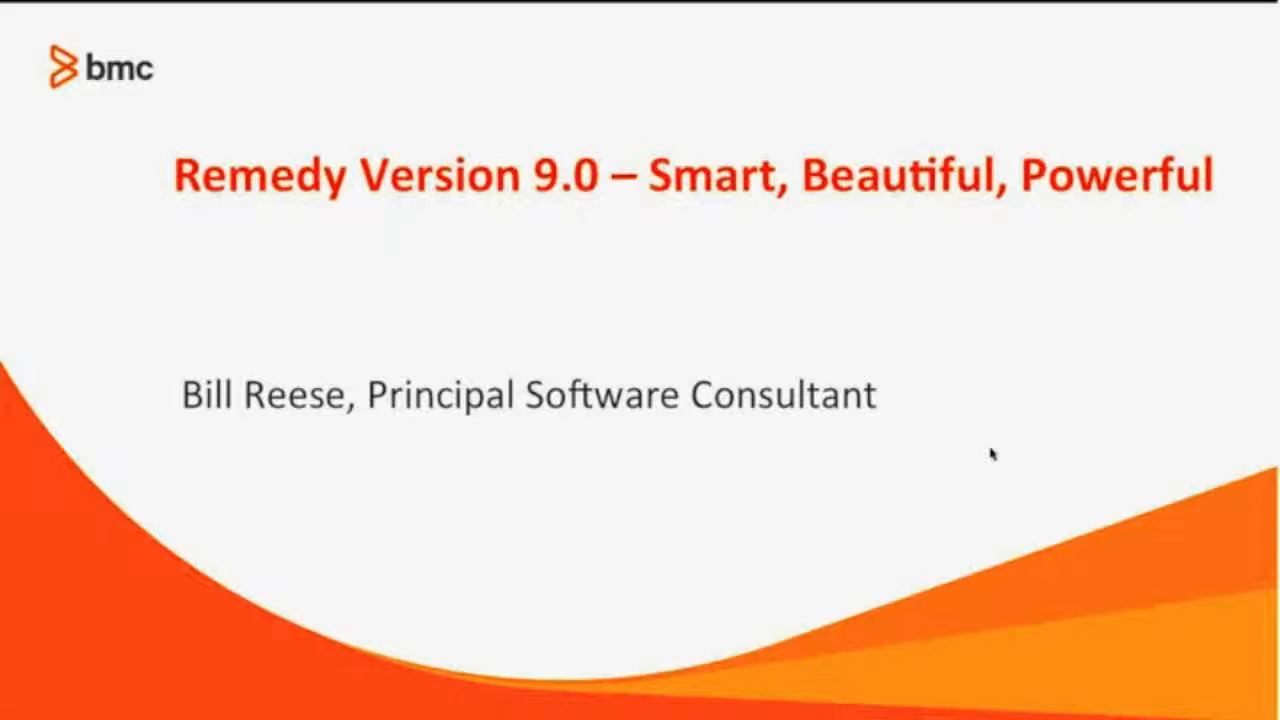 bmc
Remedy Version 9.0 – Smart, Beautiful, Powerful
Bill Reese, Principal Software Consultant